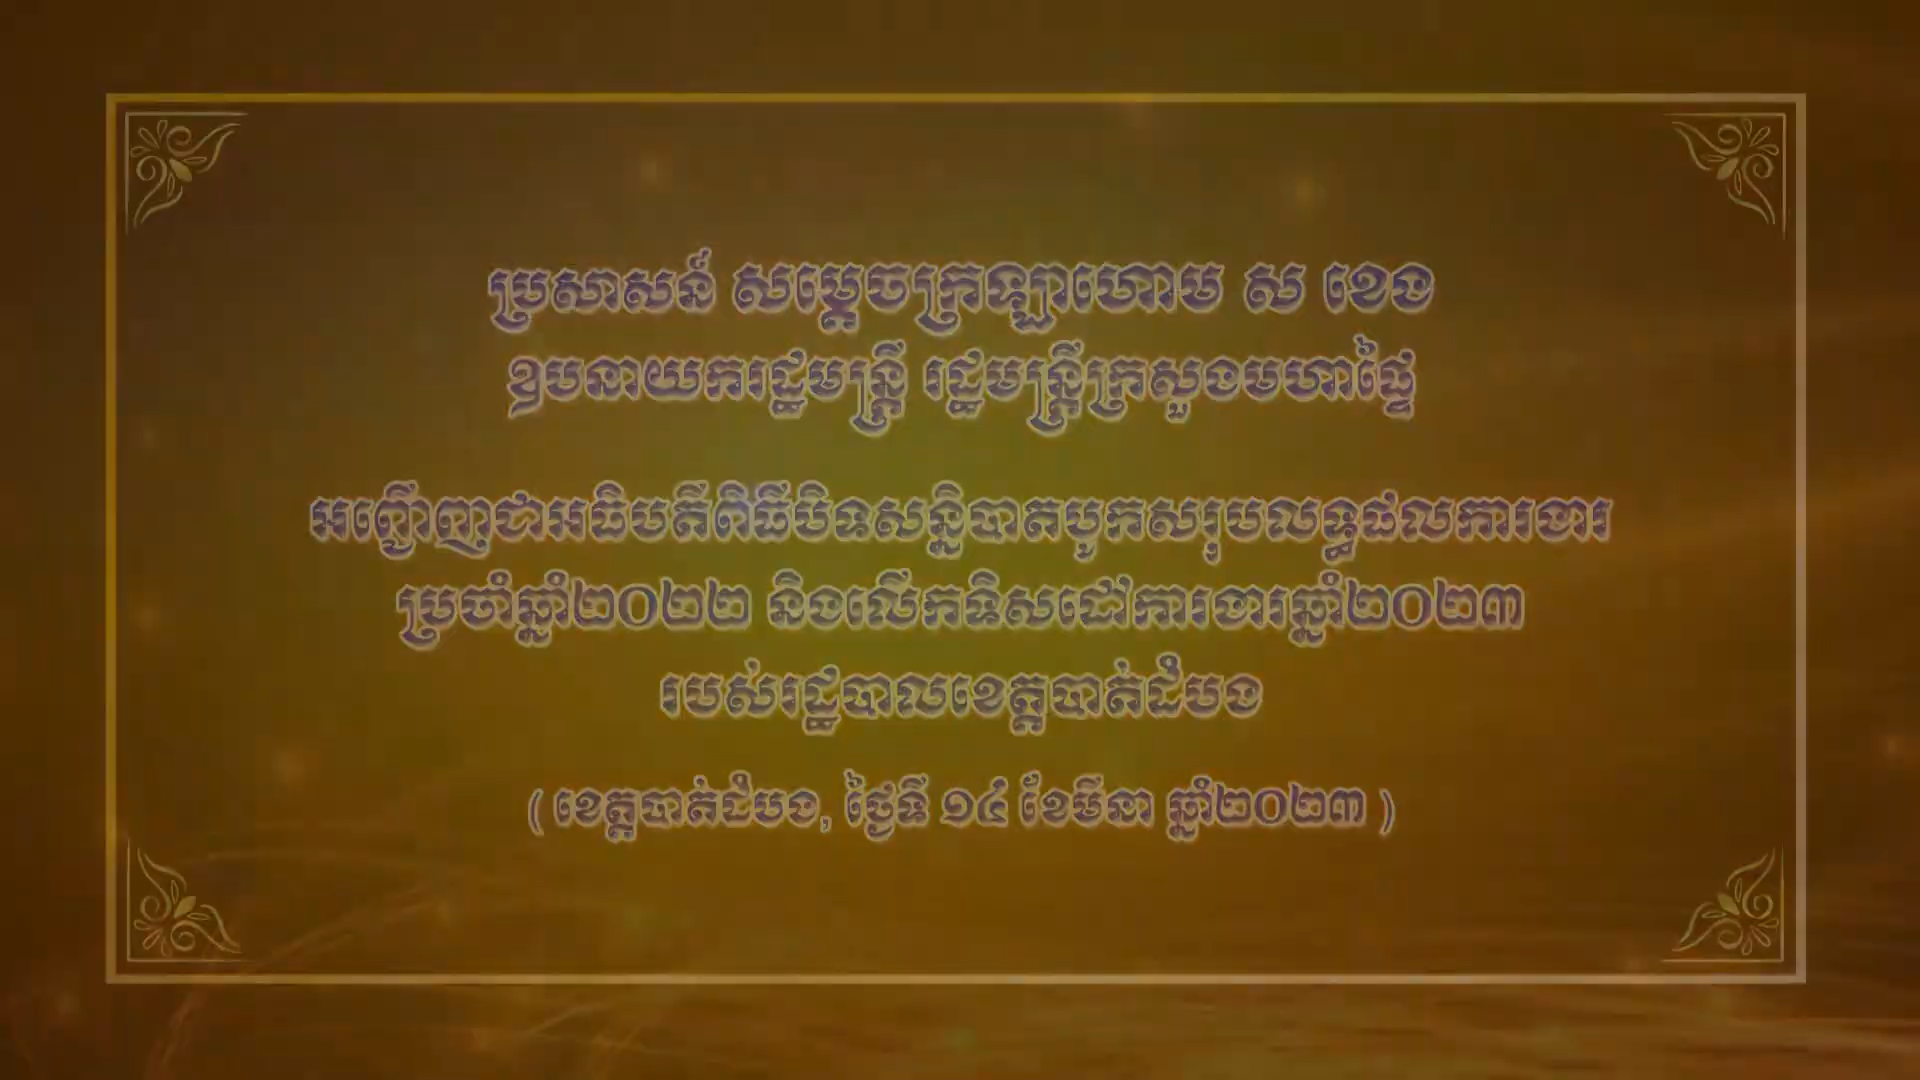 ប្រសាសន៍ សម្ដេចក្រឡាហោម ស ខេង
ឧបនាយករដ្ឋមន្ត្រី រដ្ឋមន្ត្រីក្រសួងមហាផ្ទៃ
អញ្ជើញជាអធិបតីពិធីបិទសន្និបាតបូកសរុបលទ្ធផលការងារ
ប្រចាំឆ្នាំ២០២២ និងលើកទិសដៅការងារឆ្នាំ២០២៣
របស់រដ្ឋបាលខេត្តបាត់ដំបង
( ខេត្តបាត់ដំបង, ថ្ងៃទី ១៤ ខែមីនា ឆ្នាំ២០២៣ )